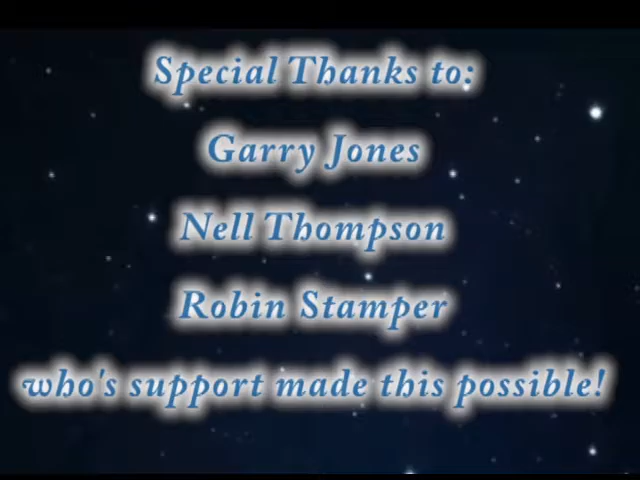 Special Thanks to:
Garry Jones
Nell Thompson
Robin Stamper
who's support made this possible!